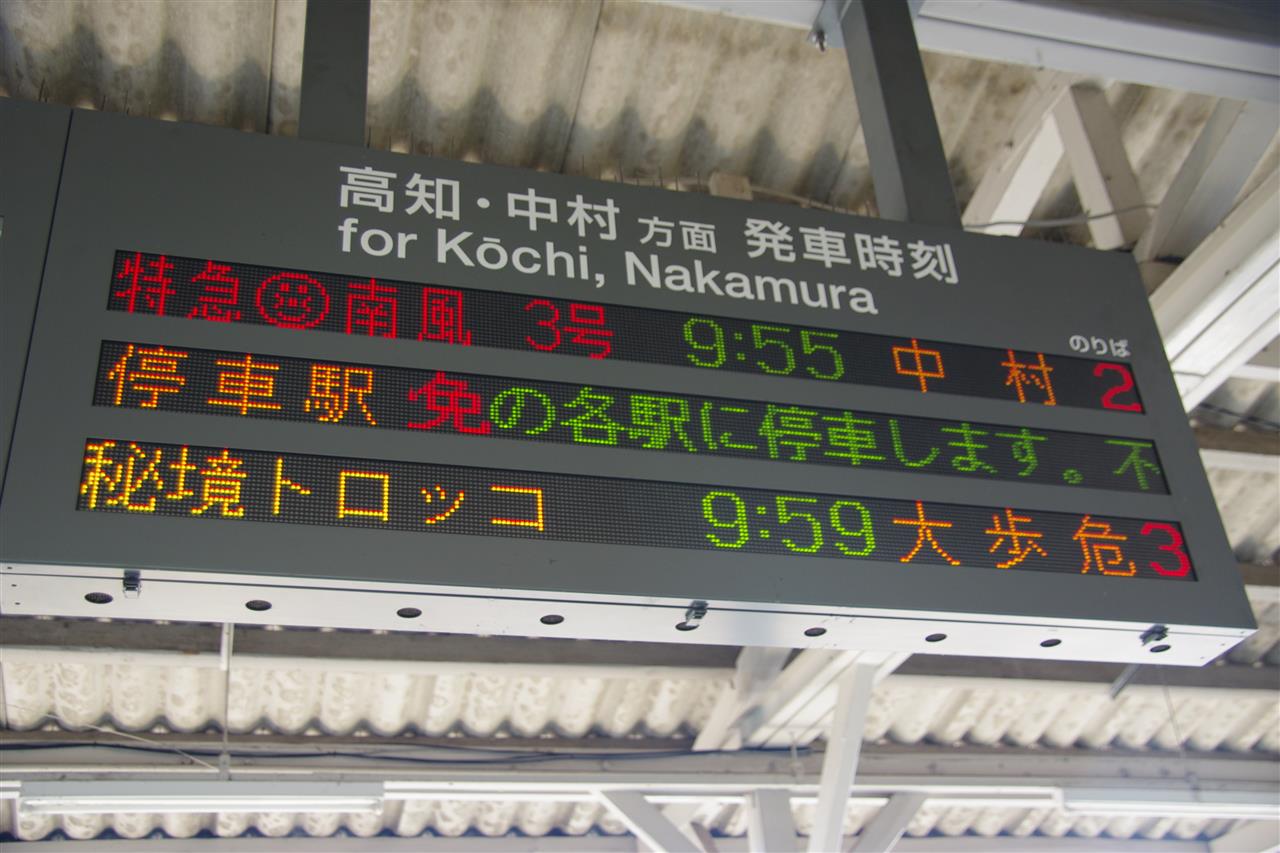 高知・中村 方面 発車時刻
for Kōchi, Nakamura
のりば
特急 南風 3号 9:55 中村 2
停車駅 免の各駅に停車します。不
秘境トロッコ 9:59 大歩危 3